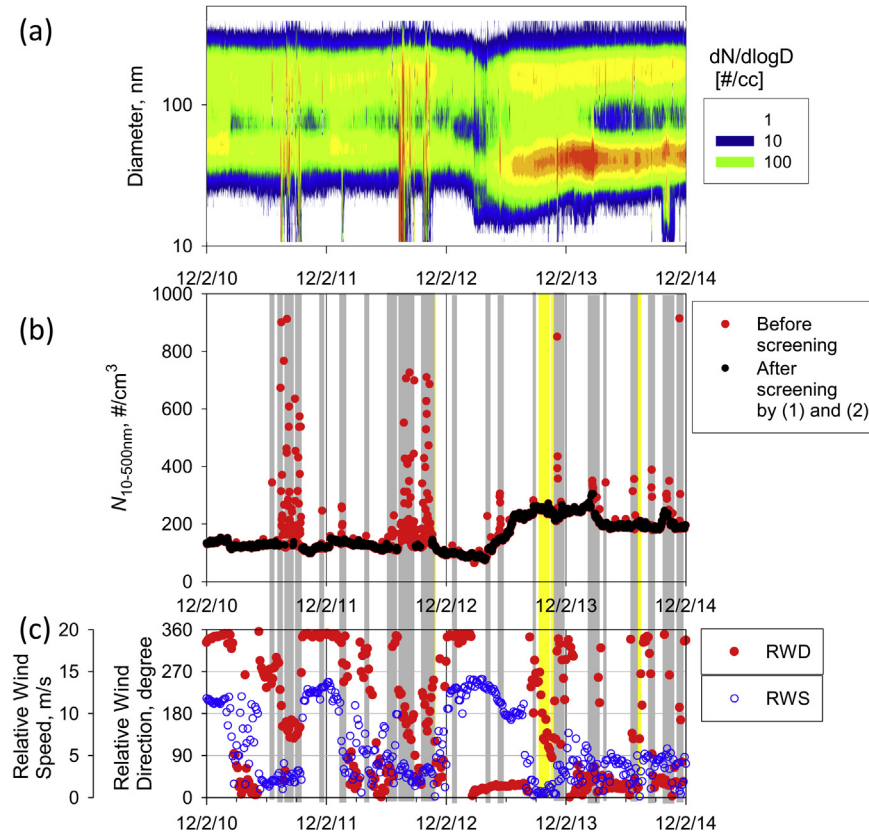 (a)
Diameter, nm
100
10
12/2/10 12/2/11 12/2/12 12/2/13 12/2/14
dN/dlogD
[#/cc]
1
10
100
(b)
N10-500nm, #/cm3
1000
800
600
400
200
0
12/2/10 12/2/11 12/2/12 12/2/13 12/2/14
Before
screening
After
screening
by (1) and (2)
(c)
Relative Wind
Speed, m/s
20
15
10
5
0
Relative Wind
Direction, degree
360
270
180
90
0
12/2/10 12/2/11 12/2/12 12/2/13 12/2/14
RWD
RWS